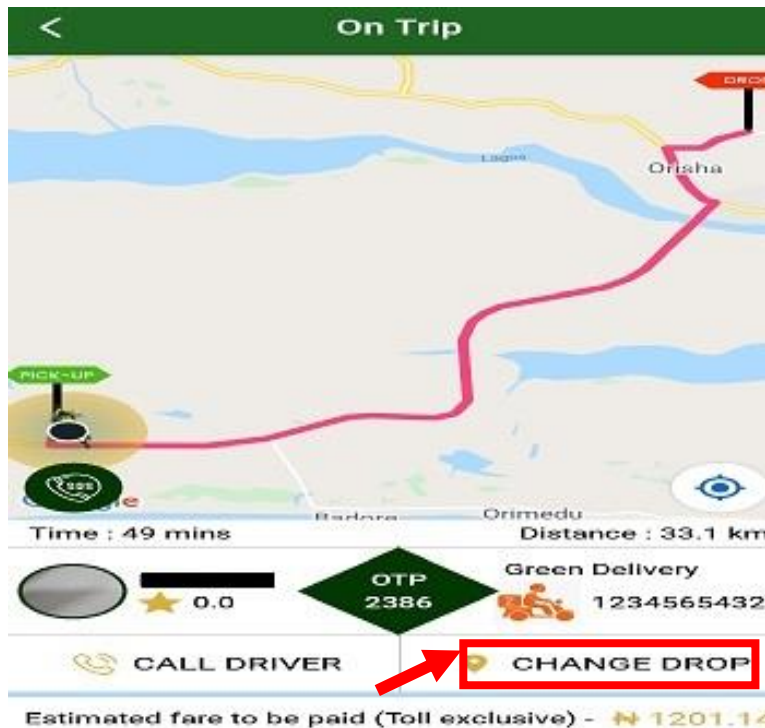 On Trip
DROP
Lagos
Orisha
PICK-UP
SOS
Badore
Orimedu
Time : 49 mins
Distance : 33.1 km
Green Delivery
OTP
2386
0.0
1234565432
CALL DRIVER
CHANGE DROP
Estimated fare to be paid (Toll exclusive) - ₦ 1201.14